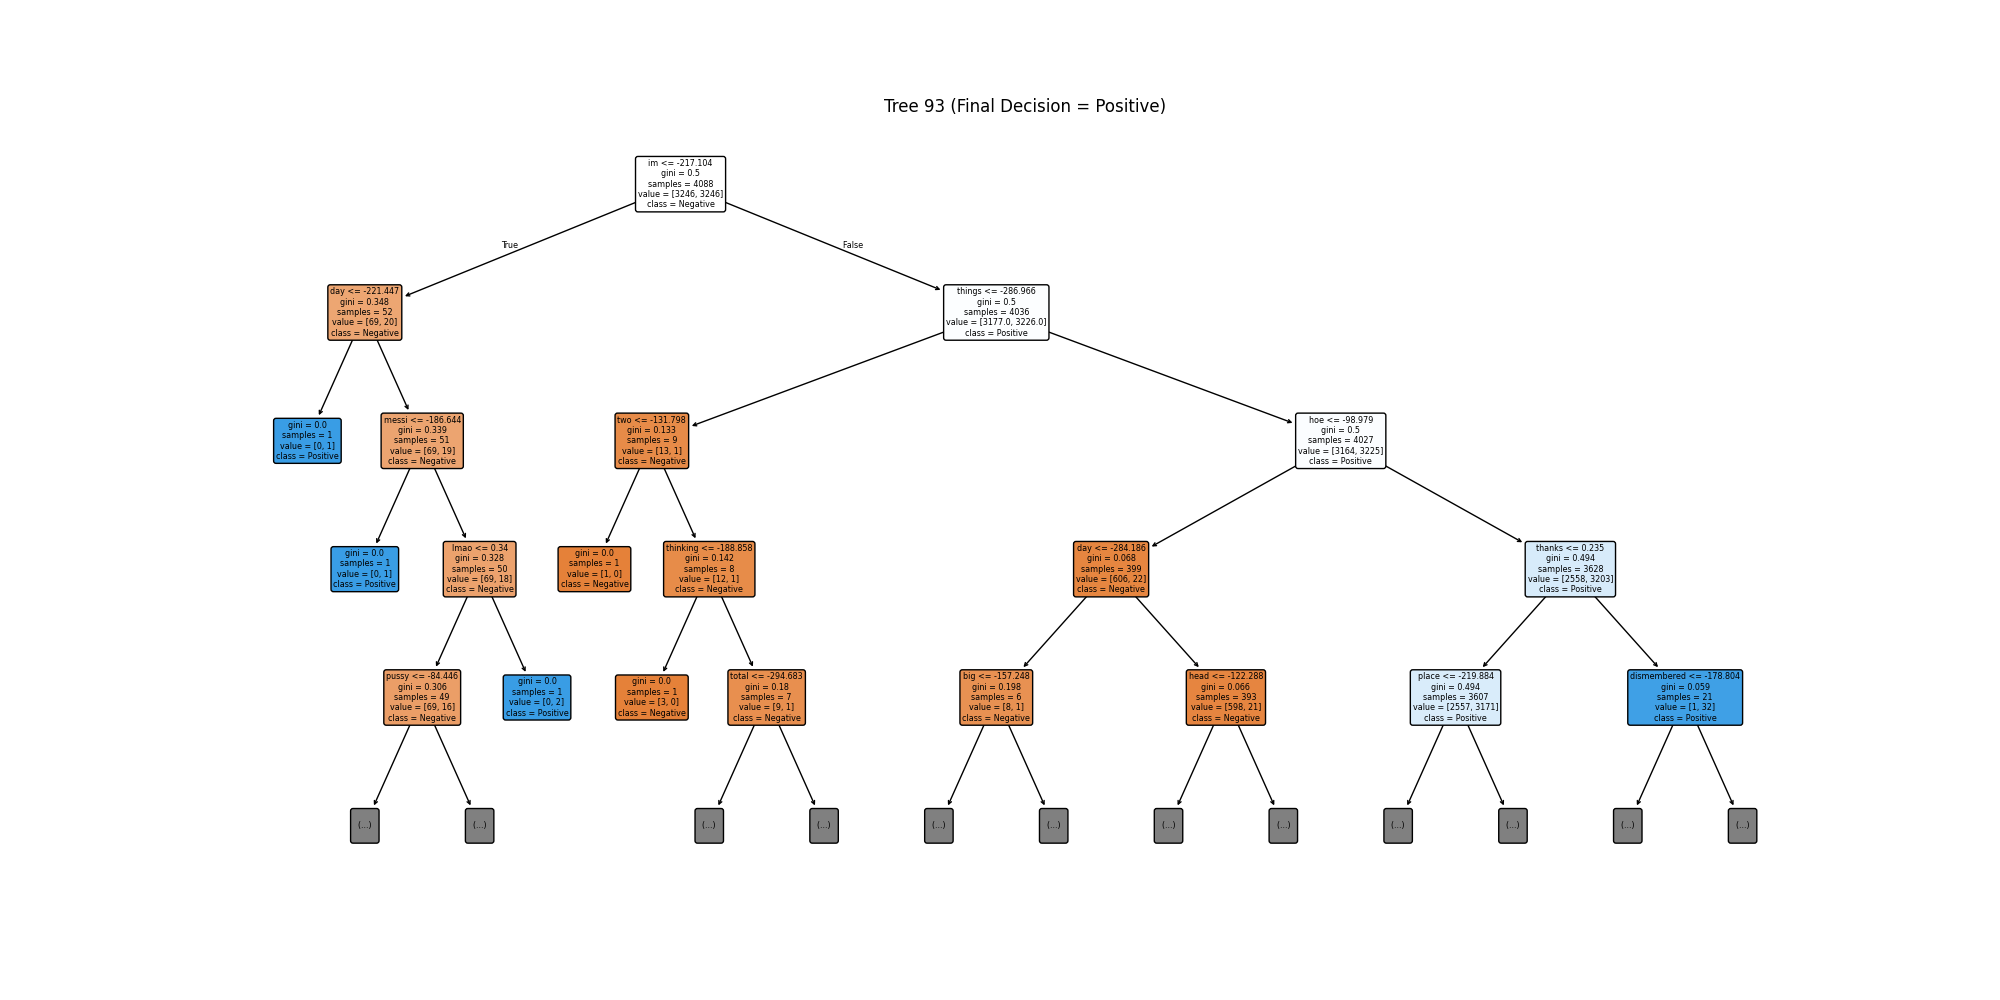 Tree 93 (Final Decision = Positive)
im <= -217.104
gini = 0.5
samples = 4088
value = [3246, 3246]
class = Negative
True
False
day <= -221.447
gini = 0.348
samples = 52
value = [69, 20]
class = Negative
things <= -286.966
gini = 0.5
samples = 4036
value = [3177.0, 3226.0]
class = Positive
gini = 0.0
samples = 1
value = [0, 1]
class = Positive
messi <= -186.644
gini = 0.339
samples = 51
value = [69, 19]
class = Negative
two <= -131.798
gini = 0.133
samples = 9
value = [13, 1]
class = Negative
hoe <= -98.979
gini = 0.5
samples = 4027
value = [3164, 3225]
class = Positive
gini = 0.0
samples = 1
value = [0, 1]
class = Positive
lmao <= 0.34
gini = 0.328
samples = 50
value = [69, 18]
class = Negative
gini = 0.0
samples = 1
value = [1, 0]
class = Negative
thinking <= -188.858
gini = 0.142
samples = 8
value = [12, 1]
class = Negative
day <= -284.186
gini = 0.068
samples = 399
value = [606, 22]
class = Negative
thanks <= 0.235
gini = 0.494
samples = 3628
value = [2558, 3203]
class = Positive
pussy <= -84.446
gini = 0.306
samples = 49
value = [69, 16]
class = Negative
gini = 0.0
samples = 1
value = [0, 2]
class = Positive
gini = 0.0
samples = 1
value = [3, 0]
class = Negative
total <= -294.683
gini = 0.18
samples = 7
value = [9, 1]
class = Negative
big <= -157.248
gini = 0.198
samples = 6
value = [8, 1]
class = Negative
head <= -122.288
gini = 0.066
samples = 393
value = [598, 21]
class = Negative
place <= -219.884
gini = 0.494
samples = 3607
value = [2557, 3171]
class = Positive
dismembered <= -178.804
gini = 0.059
samples = 21
value = [1, 32]
class = Positive
(...)
(...)
(...)
(...)
(...)
(...)
(...)
(...)
(...)
(...)
(...)
(...)